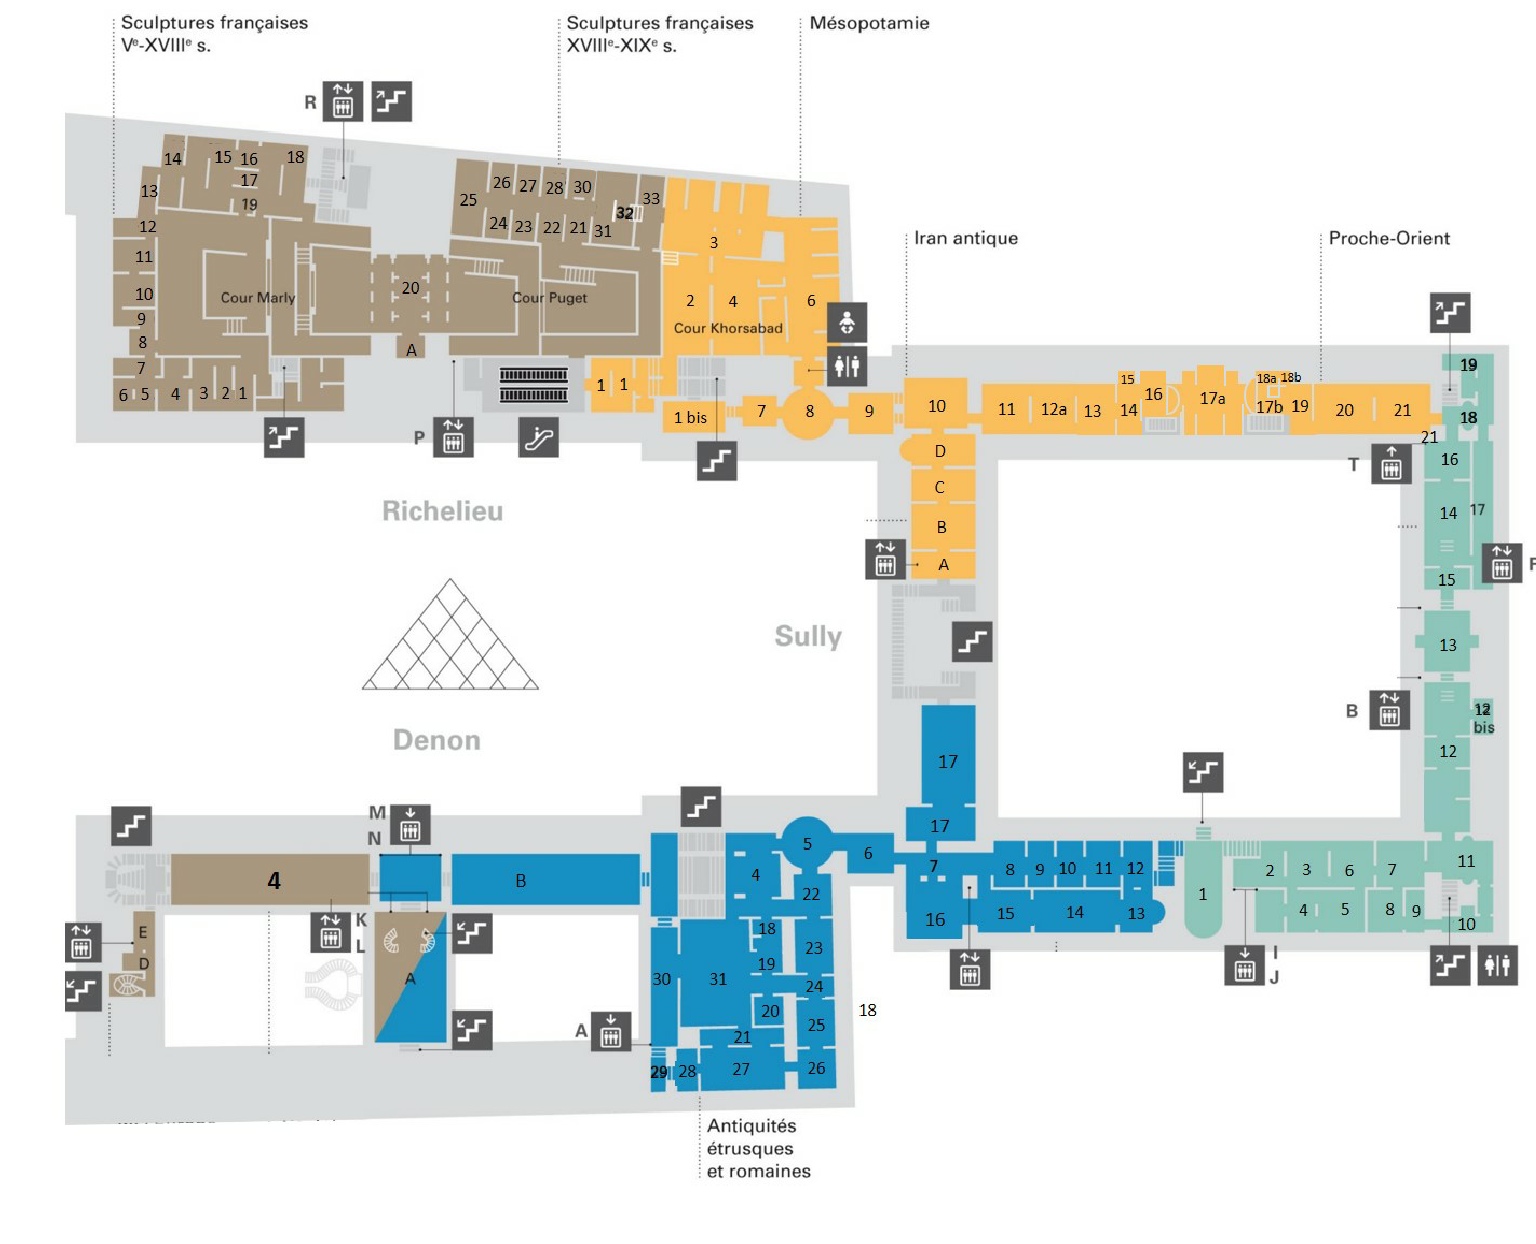 Sculptures françaises
Vᵉ-XVIIIᵉ s.
Sculptures françaises
XVIIIᵉ-XIXᵉ s.
Mésopotamie
R
14 15 16 18
17
13
19
12
11
10
9
8
7
6 5 4 3 2 1
Cour Marly
20
A
25 26 27 28 30 33
24 23 22 21 31 32
Cour Puget
3
2 4 6
Cour Khorsabad
1 1
1 bis 7 8 9
P
Iran antique
Proche-Orient
10 11 12a 13 14 15 16 17a 18a 18b 17b 19 20 21
D
C
B
A
19
18
21
T
16
14 17
15
F
13
B
12 bis
12
11
10
Richelieu
Sully
Denon
17
17
7
16
8 9 10 11 12
15 14 13
1
2 3 6 7
4 5 8 9
I
J
M
N
4
B
K
L
E
D
A
A
5
6
4
22
18
23
19
30 31
24
20
25
21
29 28 27 26
18
Antiquités
étrusques
et romaines